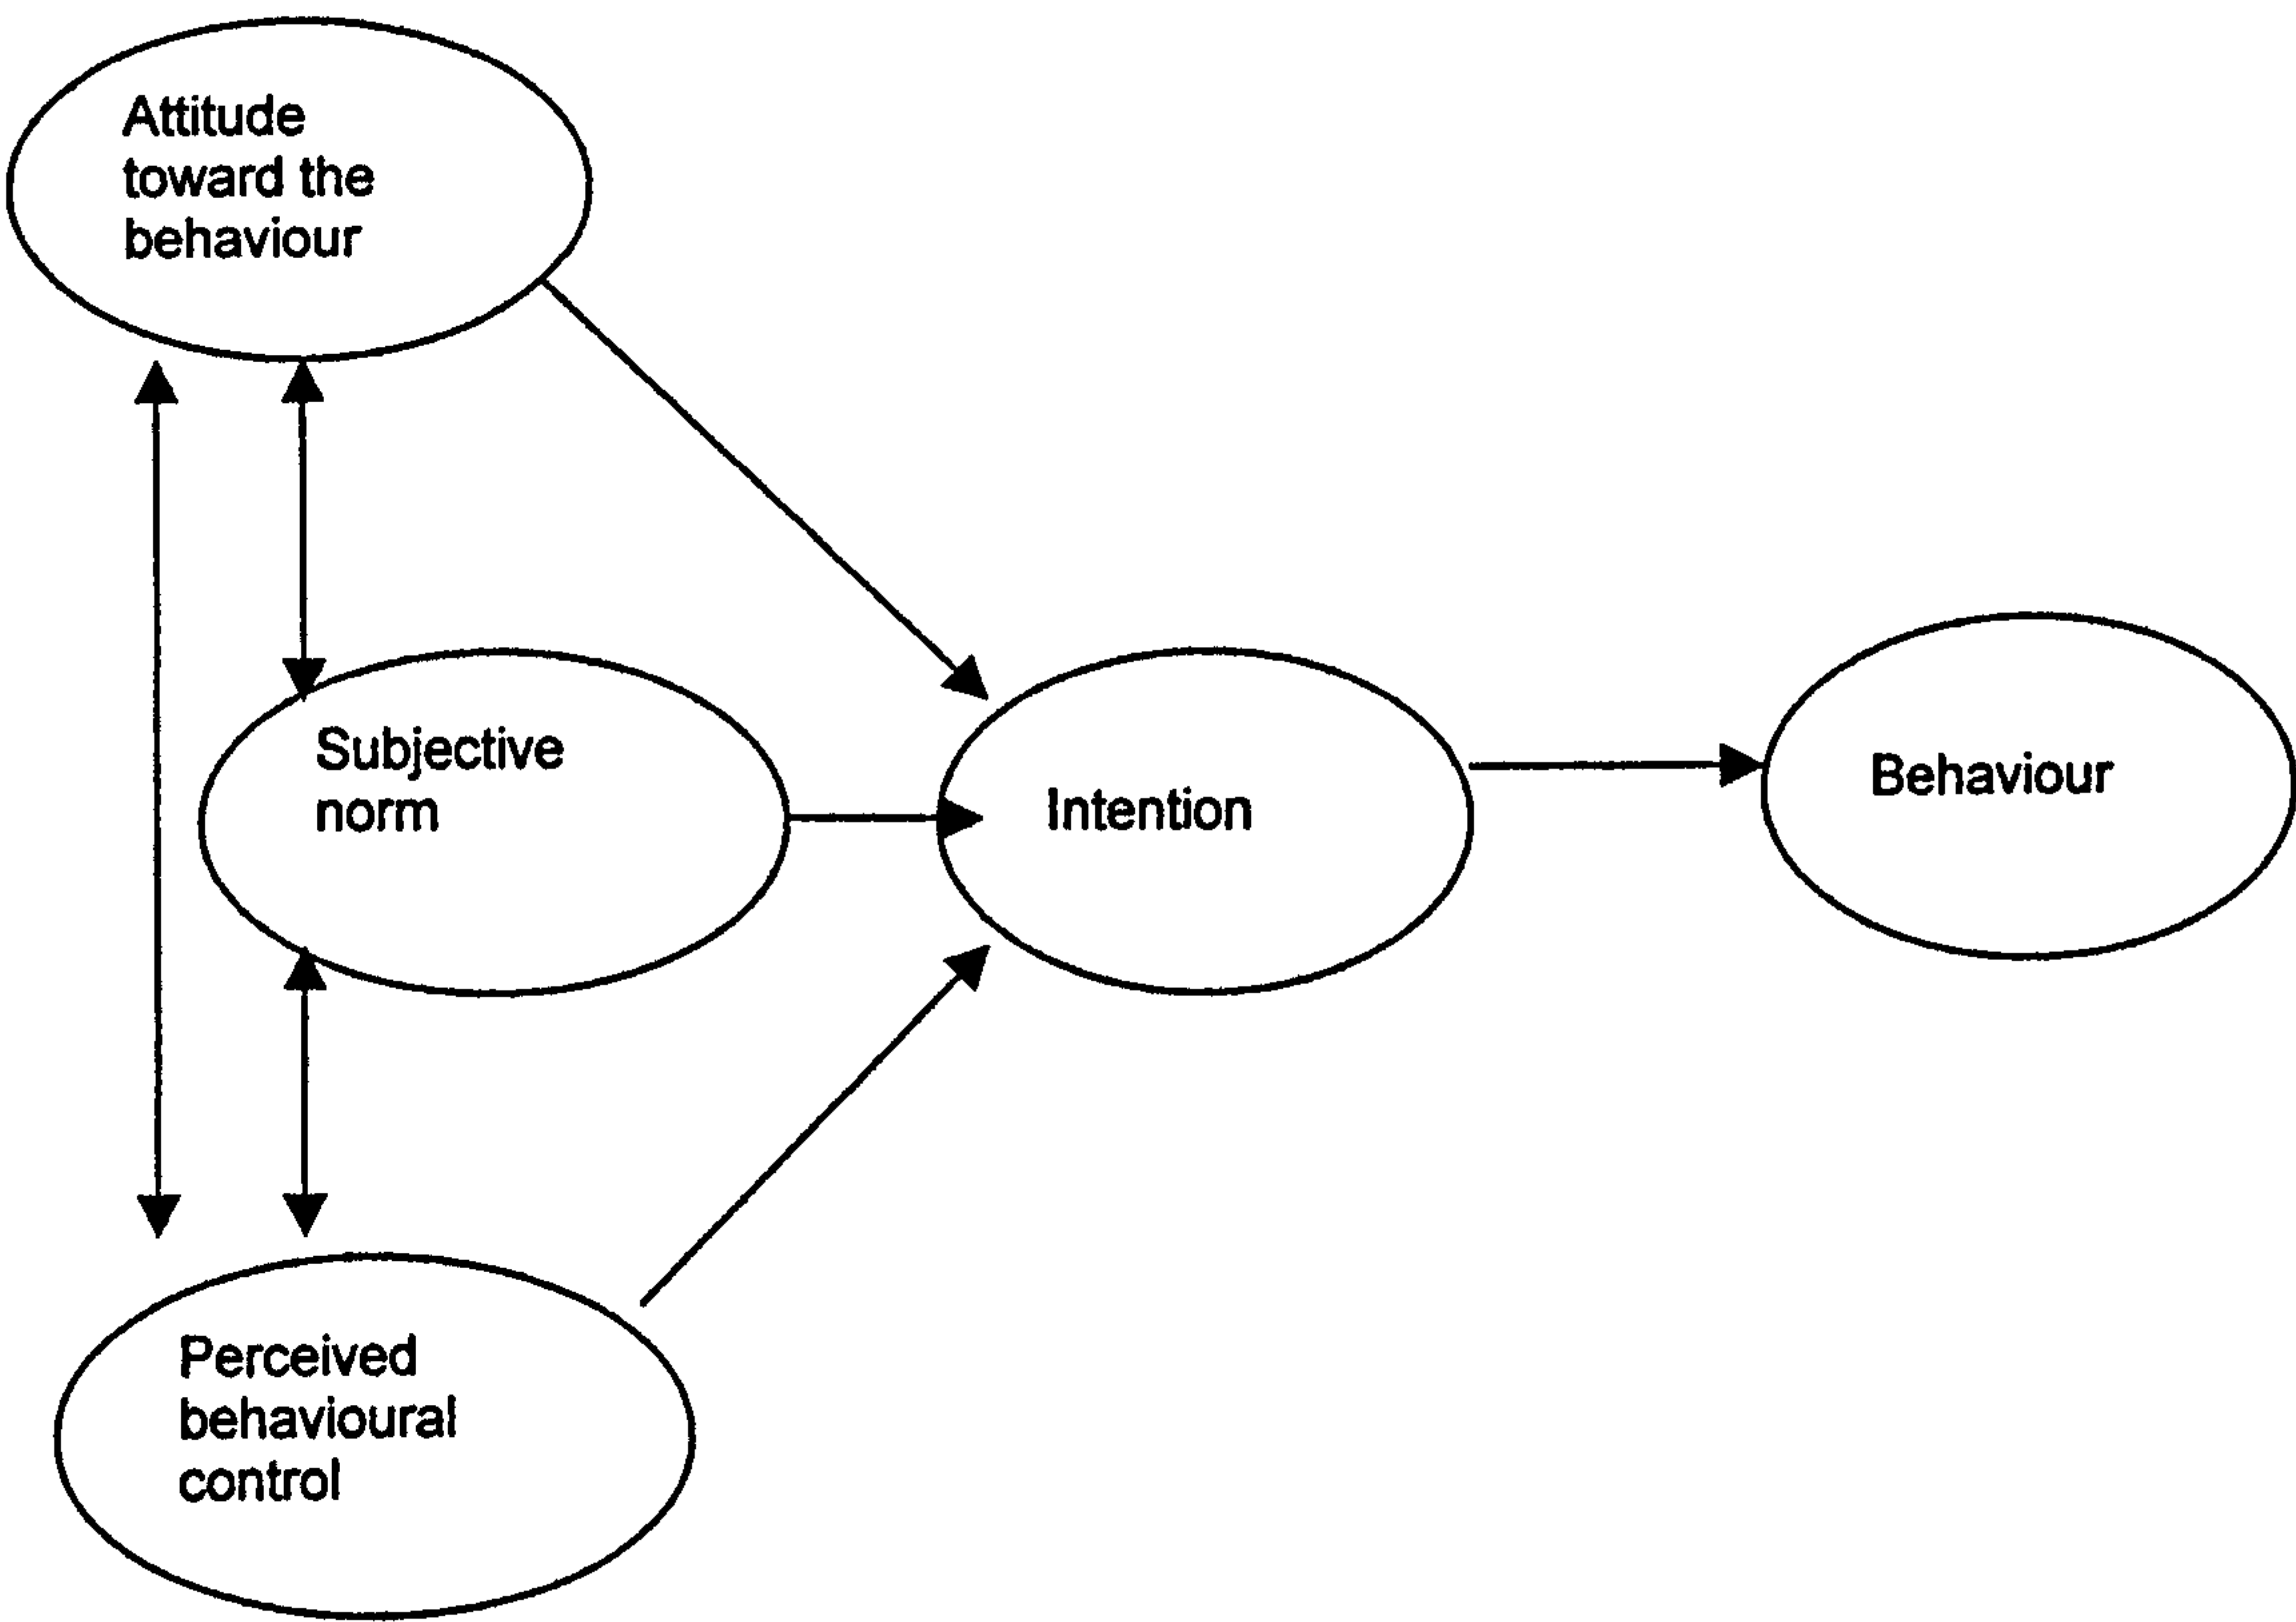 Attitude
toward the
behaviour
Subjective
norm
Intention
Behaviour
Perceived
behavioural
control